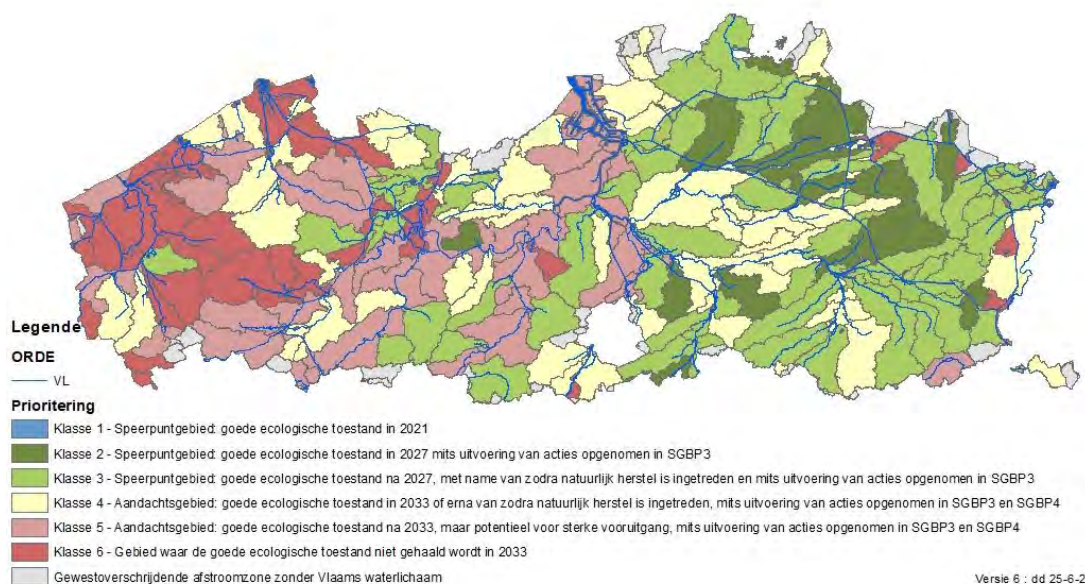 Legende
ORDE
VL
Prioritering
Klasse 1 - Speerpuntgebied: goede ecologische toestand in 2021
Klasse 2 - Speerpuntgebied: goede ecologische toestand in 2027 mits uitvoering van acties opgenomen in SGBP3
Klasse 3 - Speerpuntgebied: goede ecologische toestand na 2027, met name van zodra natuurlijk herstel is ingetreden en mits uitvoering van acties opgenomen in SGBP3
Klasse 4 - Aandachtsgebied: goede ecologische toestand in 2033 of erna van zodra natuurlijk herstel is ingetreden, mits uitvoering van acties opgenomen in SGBP3 en SGBP4
Klasse 5 - Aandachtsgebied: goede ecologische toestand na 2033, maar potentieel voor sterke vooruitgang, mits uitvoering van acties opgenomen in SGBP3 en SGBP4
Klasse 6 - Gebied waar de goede ecologische toestand niet gehaald wordt in 2033
Gewestoverschrijdende afstroomzone zonder Vlaams waterlichaam
Versie 6 : dd 25-6-2